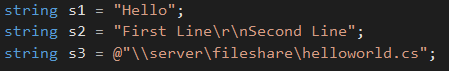 string s1 = "Hello";
string s2 = "First Line\r\nSecond Line";
string s3 = @"\\server\fileshare\helloworld.cs";